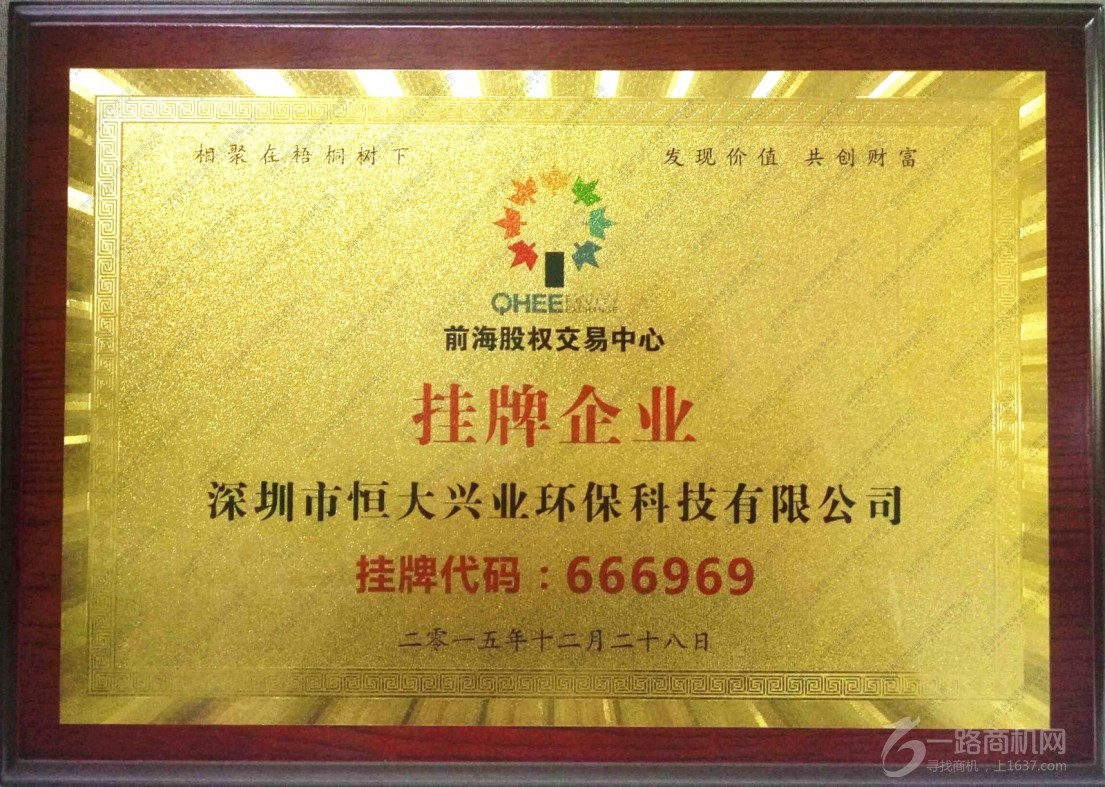 相聚在梧桐树下
发现价值 共创财富
QHEE EQUITY EXCHANGE
前海股权交易中心
挂牌企业
深圳市恒大兴业环保科技有限公司
挂牌代码：666969
二零一五年十二月二十八日
一路商机网
寻找商机，上1637.com